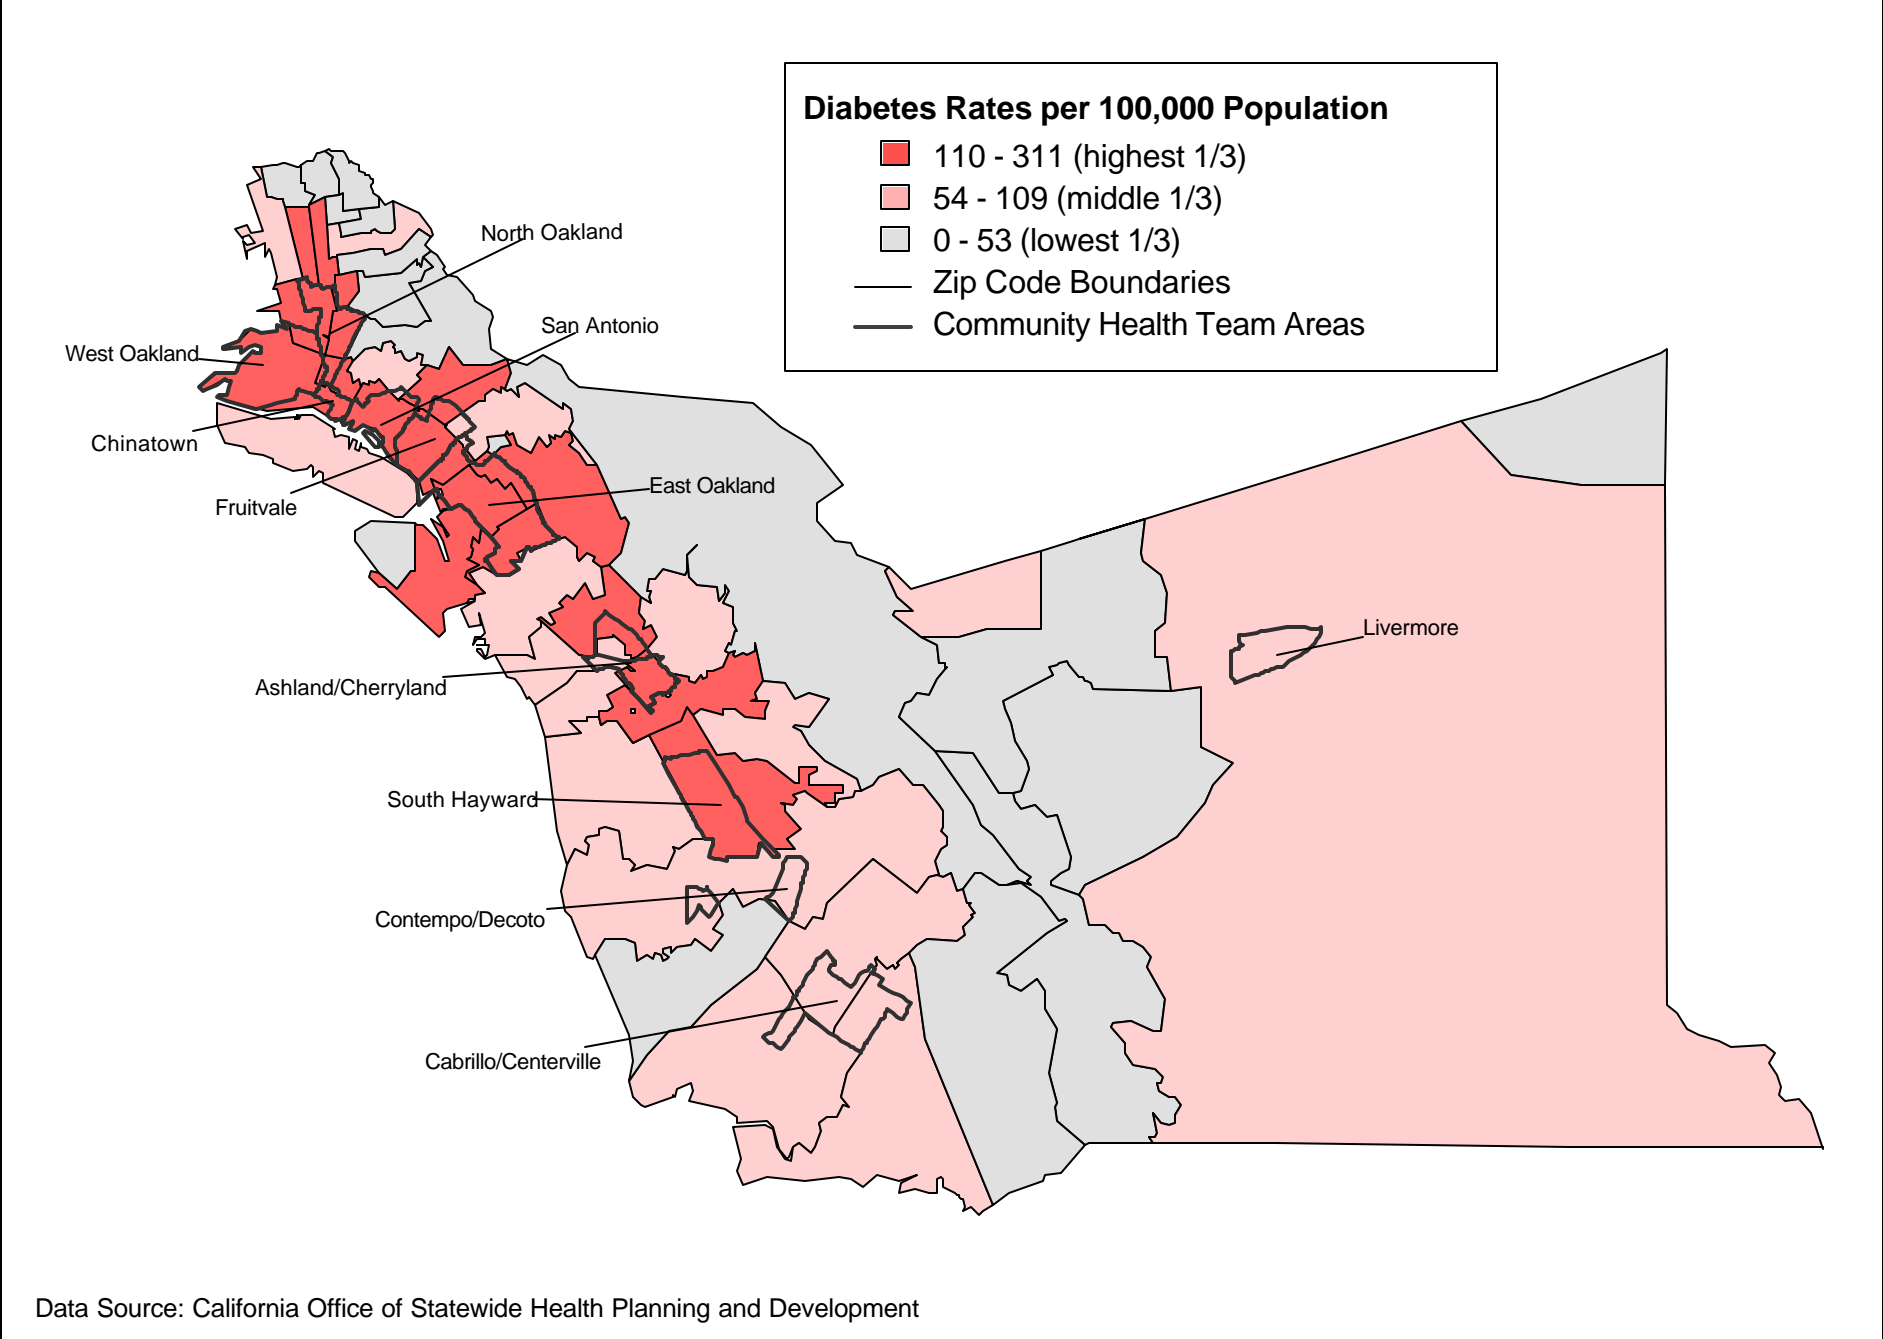 Diabetes Rates per 100,000 Population
110 - 311 (highest 1/3)
54 - 109 (middle 1/3)
0 - 53 (lowest 1/3)
Zip Code Boundaries
Community Health Team Areas
North Oakland
San Antonio
West Oakland
Chinatown
East Oakland
Fruitvale
Livermore
Ashland/Cherryland
South Hayward
Contempo/Decoto
Cabrillo/Centerville
Data Source: California Office of Statewide Health Planning and Development